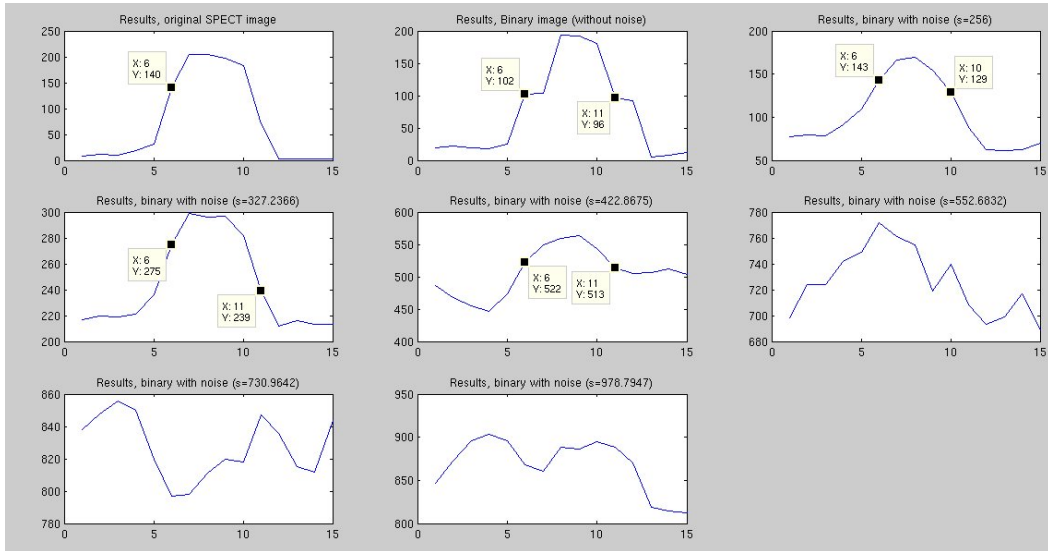 Results, original SPECT image
250
200
150
100
50
0
0
5
10
15
X: 6
Y: 140
Results, Binary image (without noise)
200
150
100
50
0
0
5
10
15
X: 6
Y: 102
X: 11
Y: 96
Results, binary with noise (s=256)
200
150
100
50
0
5
10
15
X: 6
Y: 143
X: 10
Y: 129
Results, binary with noise (s=327.2366)
300
280
260
240
220
200
0
5
10
15
X: 6
Y: 275
X: 11
Y: 239
Results, binary with noise (s=422.8675)
600
550
500
450
400
0
5
10
15
X: 6
Y: 522
X: 11
Y: 513
Results, binary with noise (s=552.6832)
780
760
740
720
700
680
0
5
10
15
Results, binary with noise (s=730.9642)
860
840
820
800
780
0
5
10
15
Results, binary with noise (s=978.7947)
950
900
850
800
0
5
10
15